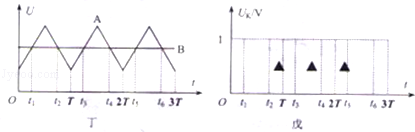 U
A
B
O t₁ t₂ T t₃ t₄ 2T t₅ t₆ 3T
t
丁
U_K/V
1
O t₁ t₂ T t₃ t₄ 2T t₅ t₆ 3T
t
戊